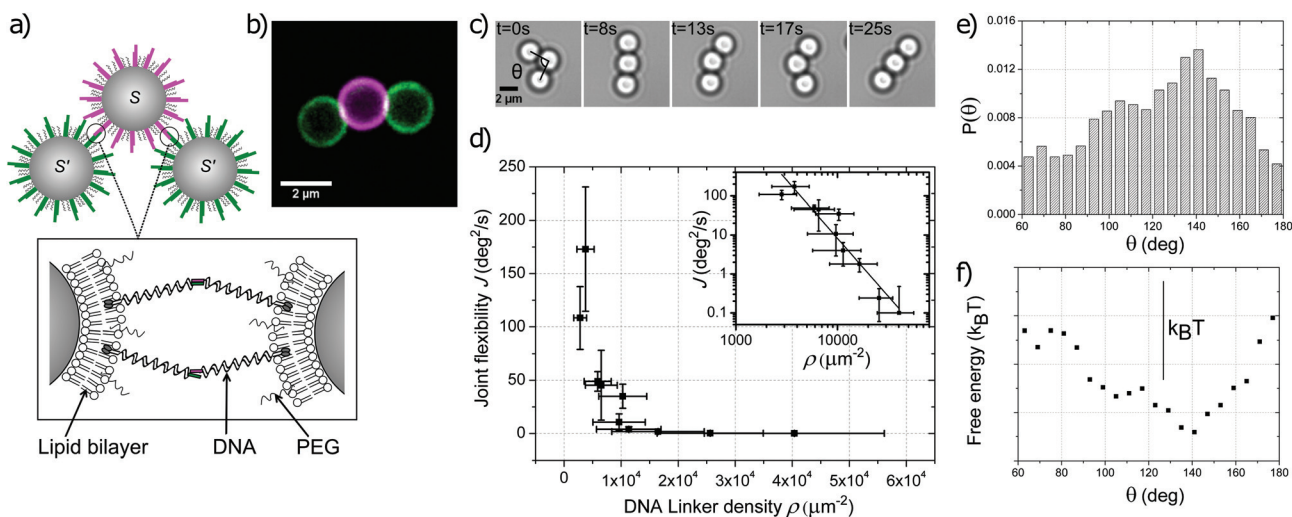 a)
S
S'
S'
Lipid bilayer
DNA
PEG
b)
2 µm
c)
t=0s
θ
2 µm
t=8s
t=13s
t=17s
t=25s
d)
Joint flexibility J (deg²/s)
250
200
150
100
50
0
0
1x10⁴
2x10⁴
3x10⁴
4x10⁴
5x10⁴
6x10⁴
DNA Linker density ρ (µm⁻²)
J (deg²/s)
100
10
1
0.1
1000
10000
ρ (µm⁻²)
e)
P(θ)
0.016
0.012
0.008
0.004
0.000
60
80
100
120
140
160
180
θ (deg)
f)
Free energy (k_BT)
k_BT
60
80
100
120
140
160
180
θ (deg)